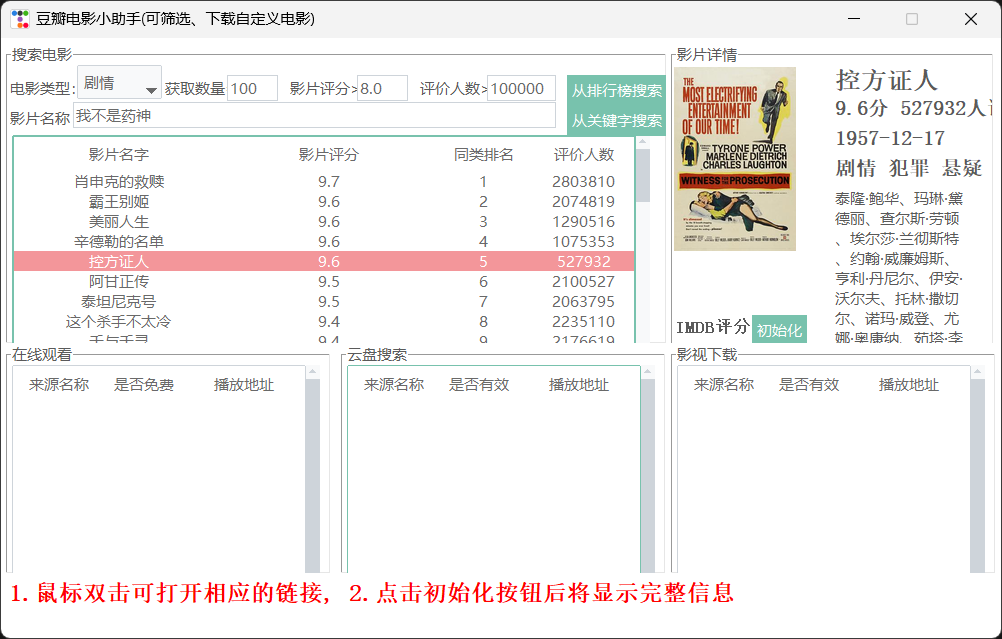 豆瓣电影小助手(可筛选、下载自定义电影)
搜索电影
电影类型: 剧情 获取数量 100 影片评分> 8.0 评价人数> 100000 从排行榜搜索
影片名称 我不是药神 从关键字搜索
影片名字 影片评分 同类排名 评价人数
肖申克的救赎 9.7 1 2803810
霸王别姬 9.6 2 2074819
美丽人生 9.6 3 1290516
辛德勒的名单 9.6 4 1075353
控方证人 9.6 5 527932
阿甘正传 9.5 6 2100527
泰坦尼克号 9.5 7 2063795
这个杀手不太冷 9.4 8 2235110
千与千寻 9.4 9 2176619
影片详情
THE
MOST ELECTRIFYING
ENTERTAINMENT
OF OUR TIME!
TYRONE POWER
MARLENE DIETRICH
CHARLES LAUGHTON
WITNESS FOR THE PROSECUTION
控方证人
9.6分 527932人
1957-12-17
剧情 犯罪 悬疑
泰隆·鲍华、玛琳·黛
德丽、查尔斯·劳顿
、埃尔莎·兰彻斯特
、约翰·威廉姆斯、
亨利·丹尼尔、伊安·
沃尔夫、托林·撒切
尔、诺玛·威登、尤
娜·奥康纳、茹塔·李
IMDB评分 初始化
在线观看
来源名称 是否免费 播放地址
云盘搜索
来源名称 是否有效 播放地址
影视下载
来源名称 是否有效 播放地址
1. 鼠标双击可打开相应的链接, 2. 点击初始化按钮后将显示完整信息